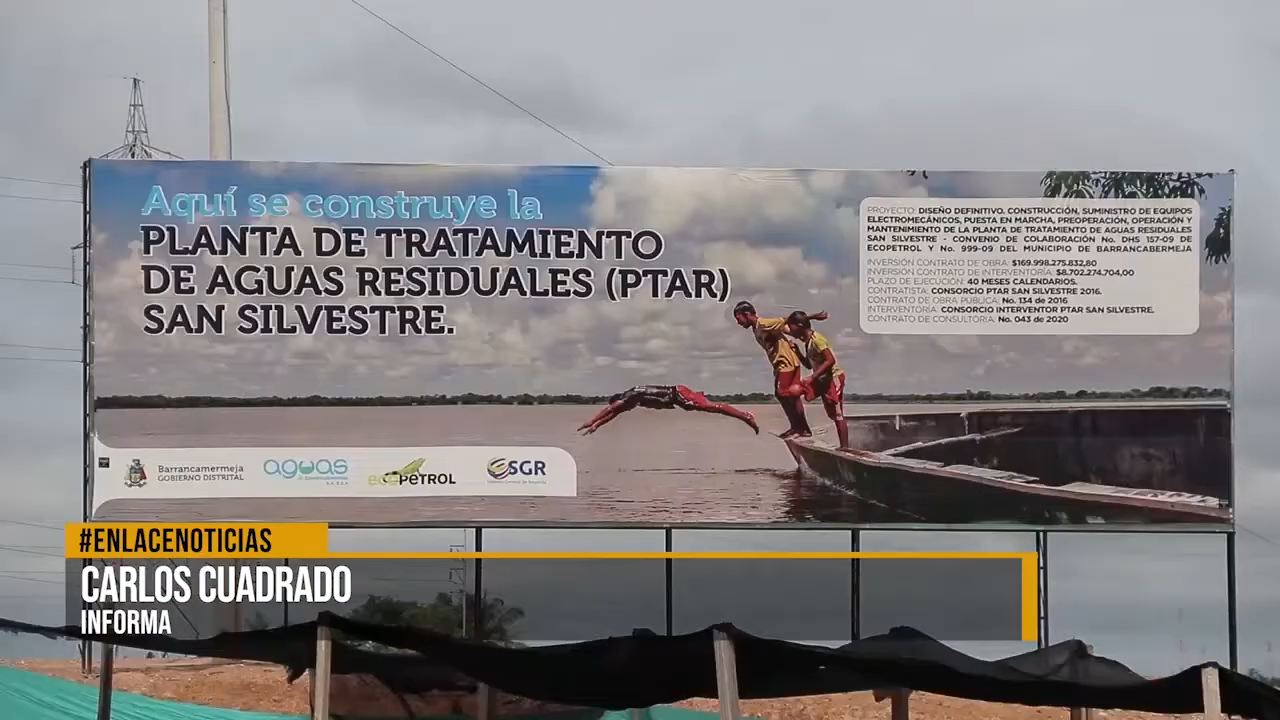 Aquí se construye la
PLANTA DE TRATAMIENTO
DE AGUAS RESIDUALES (PTAR)
SAN SILVESTRE.
PROYECTO: DISEÑO DEFINITIVO. CONSTRUCCIÓN, SUMINISTRO DE EQUIPOS
ELECTROMECÁNICOS, PUESTA EN MARCHA, PREOPERACIÓN, OPERACIÓN Y
MANTENIMIENTO DE LA PLANTA DE TRATAMIENTO DE AGUAS RESIDUALES
SAN SILVESTRE - CONVENIO DE COLABORACIÓN No. DHS 157-09 DE
ECOPETROL Y No. 999-09 DEL MUNICIPIO DE BARRANCABERMEJA
INVERSIÓN CONTRATO DE OBRA: $169.998.275.832,80
INVERSIÓN CONTRATO DE INTERVENTORÍA: $8.702.274.704,00
PLAZO DE EJECUCIÓN: 40 MESES CALENDARIOS.
CONTRATISTA: CONSORCIO PTAR SAN SILVESTRE 2016.
CONTRATO DE OBRA PUBLICA: No. 134 de 2016
INTERVENTORIA: CONSORCIO INTERVENTOR PTAR SAN SILVESTRE.
CONTRATO DE CONSULTORIA: No. 043 de 2020
Barrancamermeja
GOBIERNO DISTRITAL
aguas
ecopetrol
SGR
#ENLACENOTICIAS
CARLOS CUADRADO
INFORMA